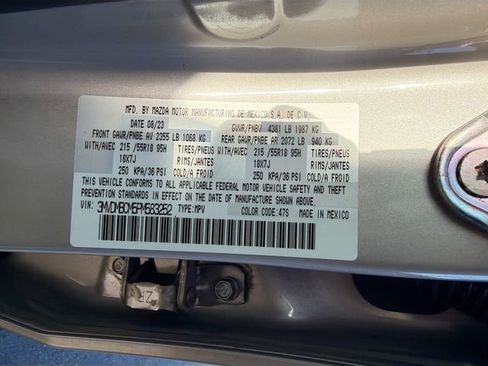 MFD. BY MAZDA MOTOR MANUFACTURING DE MEXICO S.A. DE C.V.
DATE 08/23 GVWR/PNBV 4381 LB 1987 KG
FRONT GAWR/PNBE AV 2355 LB 1068 KG REAR GAWR/PNBE AR 2072 LB 940 KG
WITH/AVEC 215 /55R18 95H TIRES/PNEUS WITH/AVEC 215 /55R18 95H TIRES/PNEUS
18X7J RIMS/JANTES 18X7J RIMS/JANTES
250 KPA/36 PSI COLD/A FROID 250 KPA/36 PSI COLD/A FROID
THIS VEHICLE CONFORMS TO ALL APPLICABLE FEDERAL MOTOR VEHICLE SAFETY, BUMPER, AND THEFT
PREVENTION STANDARDS IN EFFECT ON THE DATE OF MANUFACTURE SHOWN ABOVE.
VIN: 3MVDMBCM5PM593252 TYPE:MPV COLOR CODE:47S MADE IN MEXICO
ZR